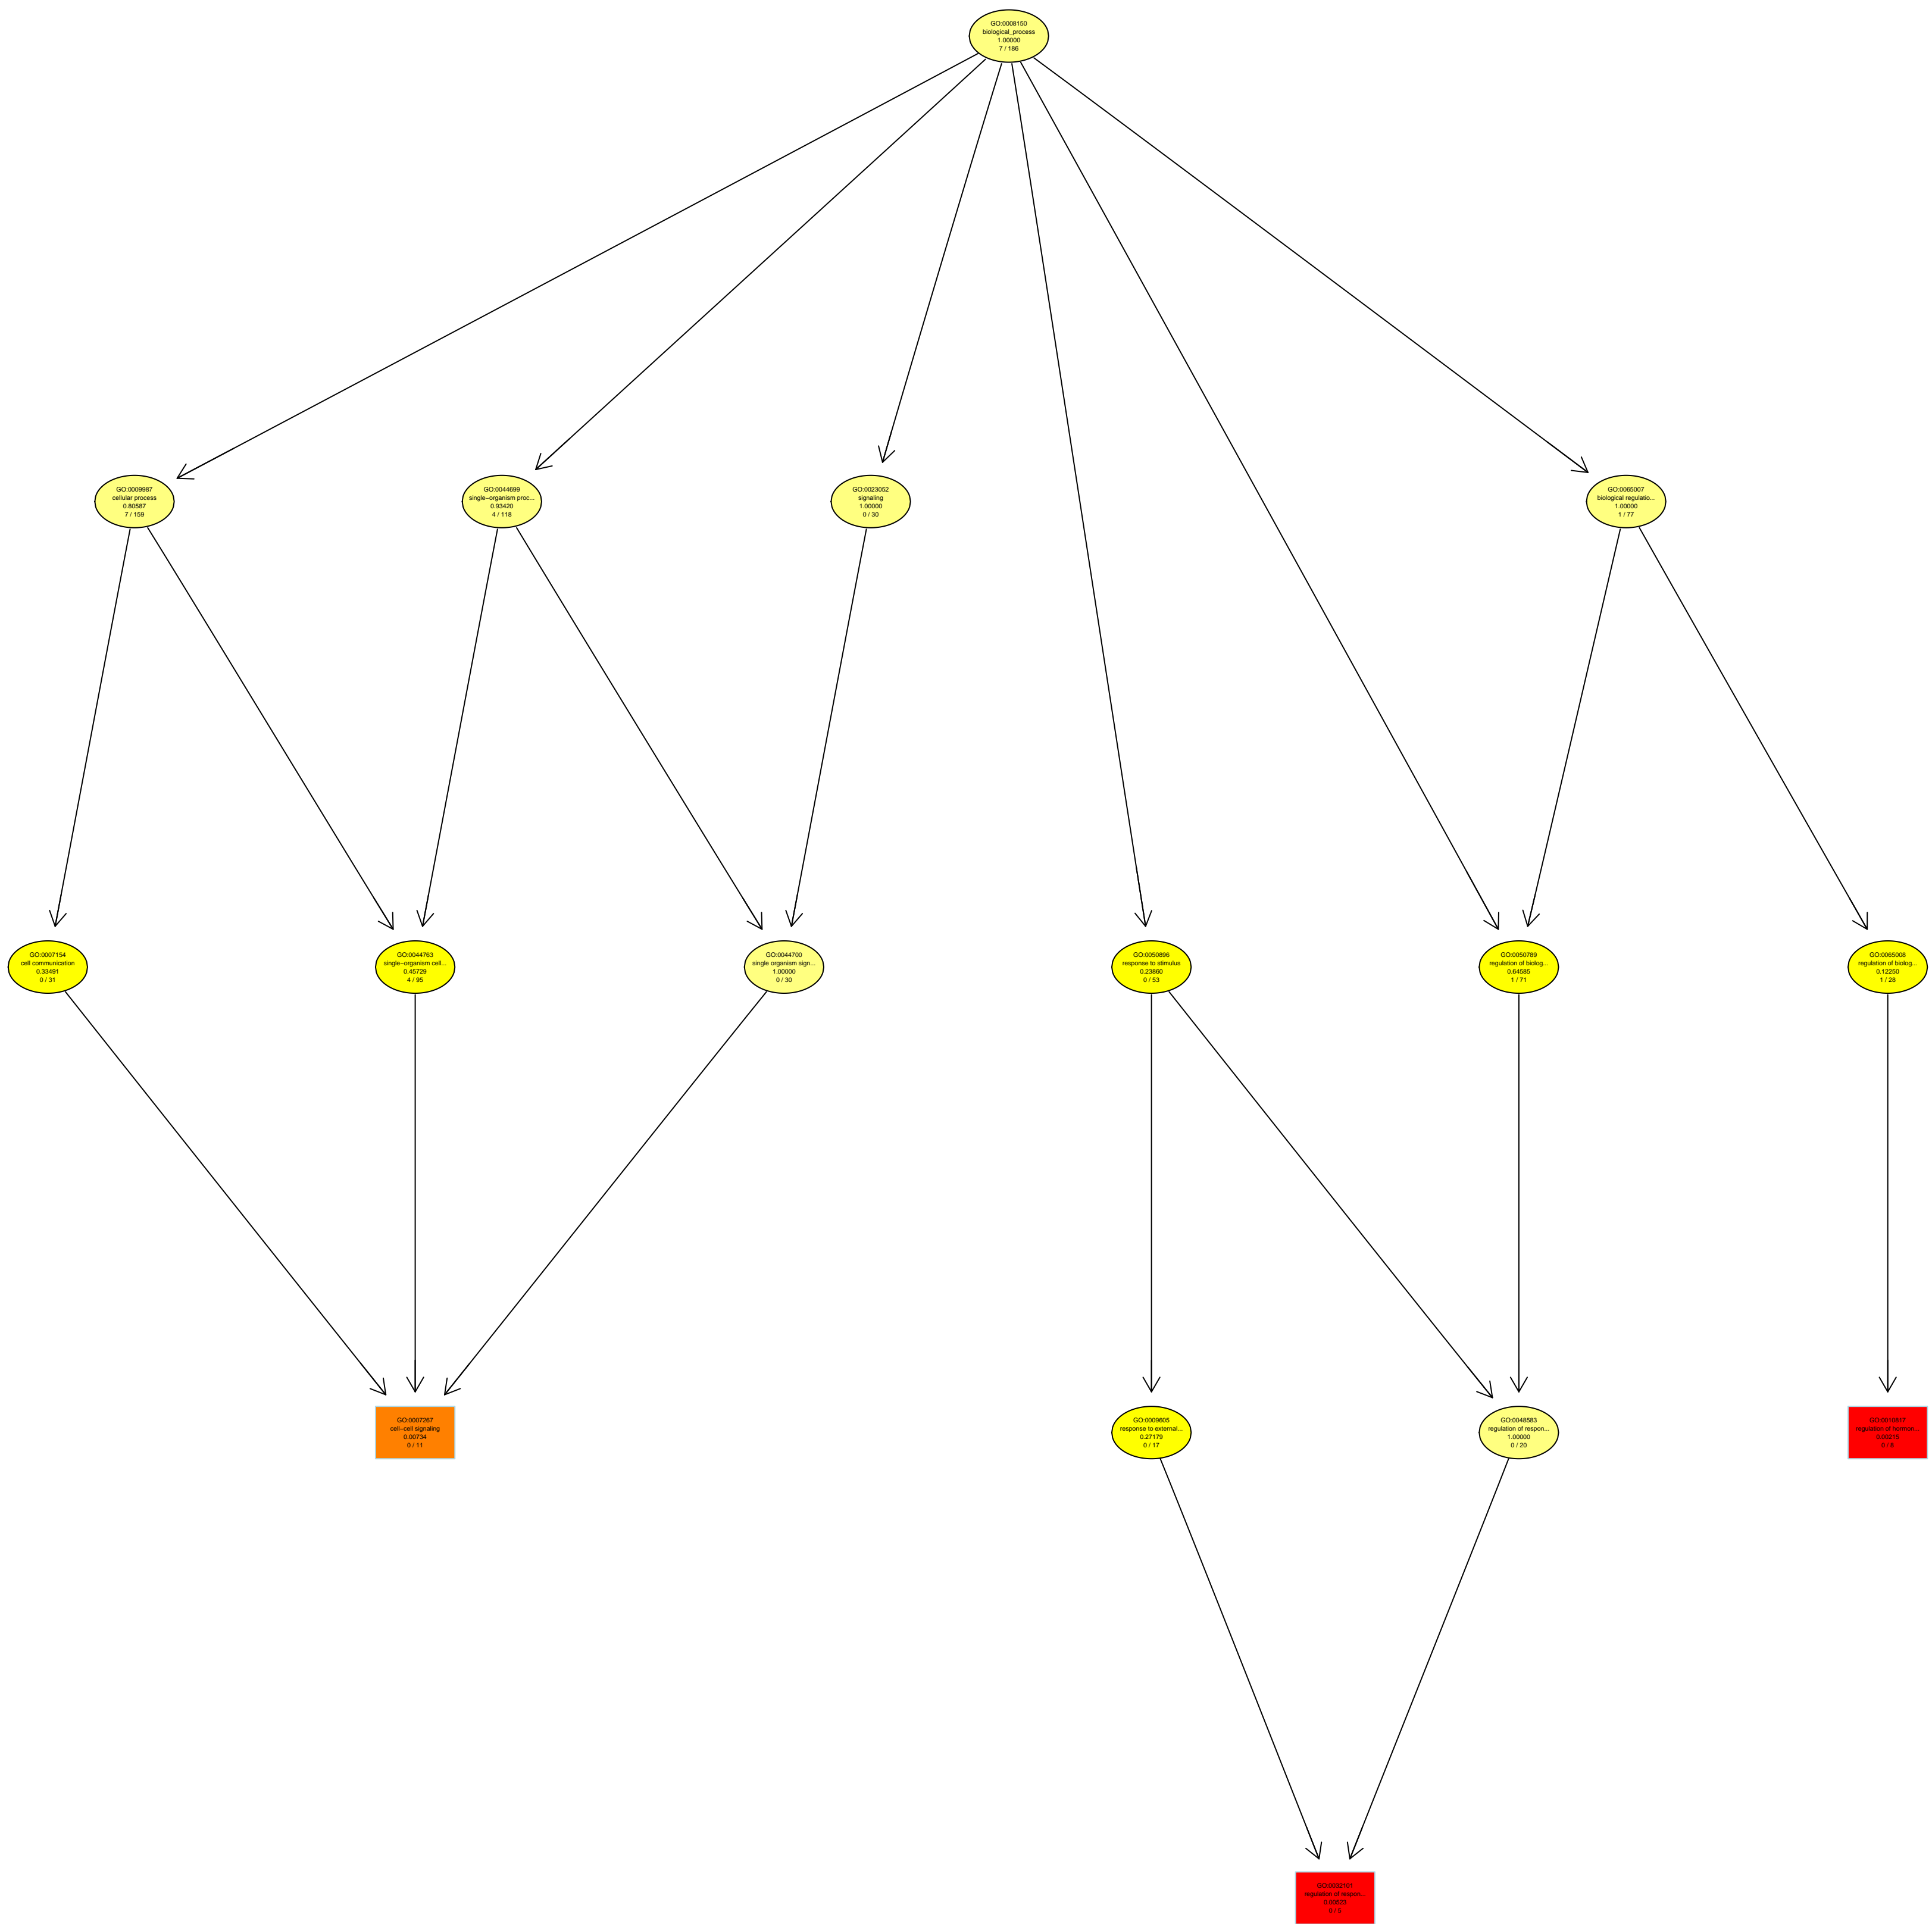 GO:0008150
biological_process
1.00000
7 / 186
GO:0009987
cellular process
0.80587
7 / 159
GO:0044699
single−organism proc...
0.93420
4 / 118
GO:0023052
signaling
1.00000
0 / 30
GO:0065007
biological regulatio...
1.00000
1 / 77
GO:0007154
cell communication
0.33491
0 / 31
GO:0044763
single−organism cell...
0.45729
4 / 95
GO:0044700
single organism sign...
1.00000
0 / 30
GO:0050896
response to stimulus
0.23860
0 / 53
GO:0050789
regulation of biolog...
0.64585
1 / 71
GO:0065008
regulation of biolog...
0.12250
1 / 28
GO:0007267
cell−cell signaling
0.00734
0 / 11
GO:0009605
response to external...
0.27179
0 / 17
GO:0048583
regulation of respon...
1.00000
0 / 20
GO:0010817
regulation of hormon...
GO:0032101
regulation of respon...
0 / 5